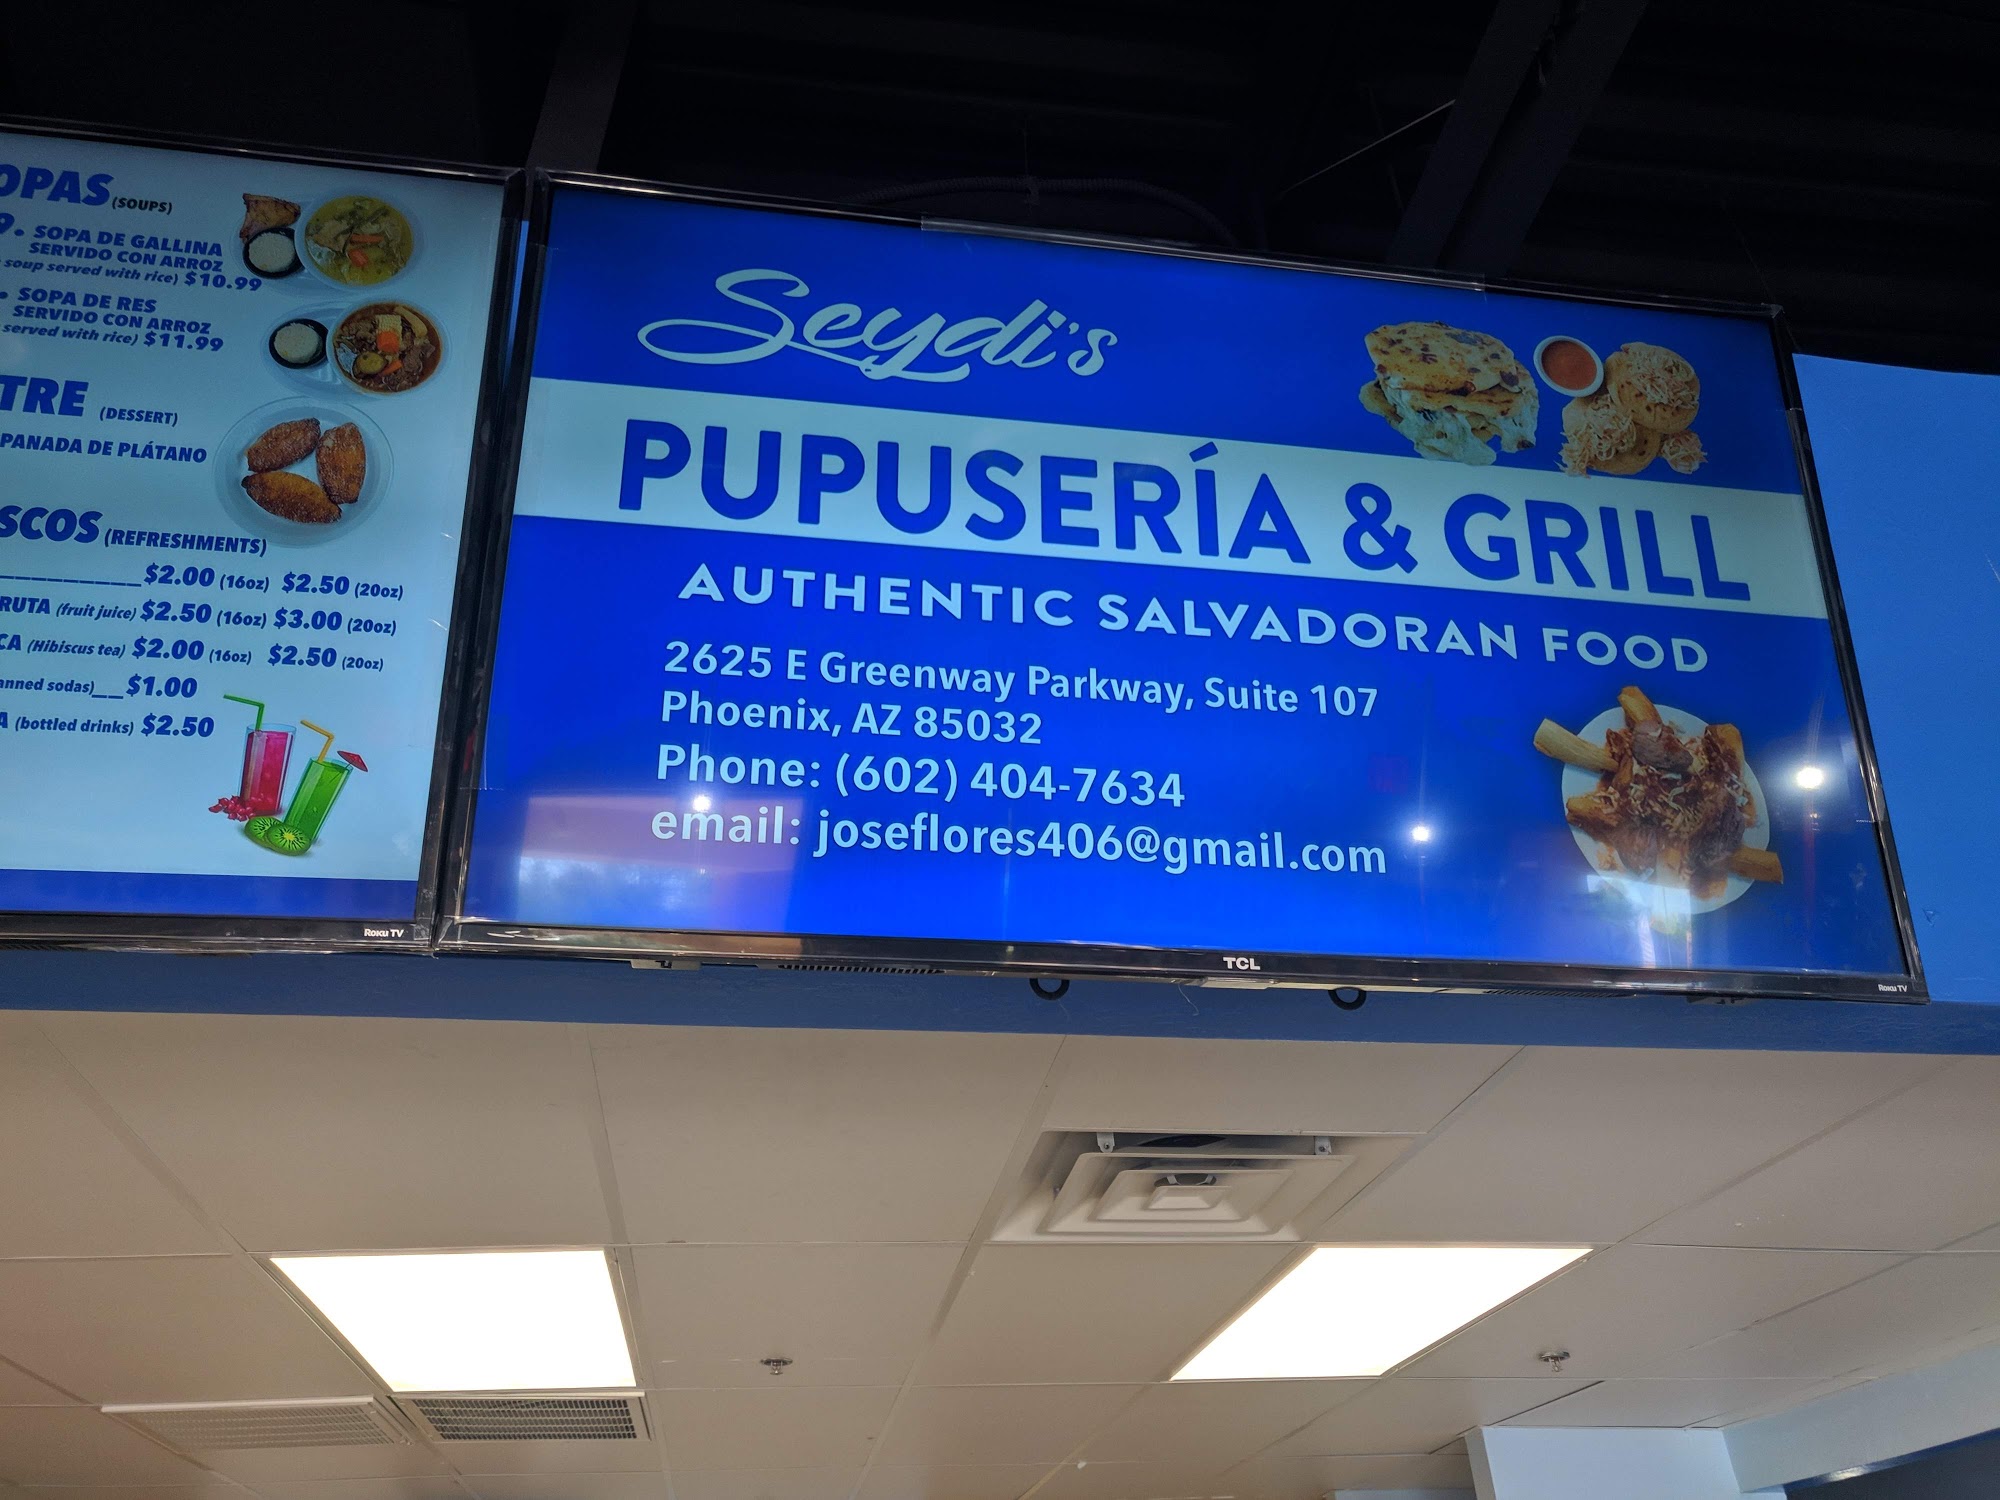 OPAS (SOUPS)
9. SOPA DE GALLINA
SERVIDO CON ARROZ
soup served with rice) $10.99
. SOPA DE RES
SERVIDO CON ARROZ
served with rice) $11.99
TRE (DESSERT)
PANADA DE PLÁTANO
SCOS (REFRESHMENTS)
__________$2.00 (16oz) $2.50 (20oz)
RUTA (fruit juice) $2.50 (16oz) $3.00 (20oz)
CA (Hibiscus tea) $2.00 (16oz) $2.50 (20oz)
anned sodas)__$1.00
A (bottled drinks) $2.50
Roku TV
Seydi's
PUPUSERÍA & GRILL
AUTHENTIC SALVADORAN FOOD
2625 E Greenway Parkway, Suite 107
Phoenix, AZ 85032
Phone: (602) 404-7634
email: joseflores406@gmail.com
TCL
Roku TV